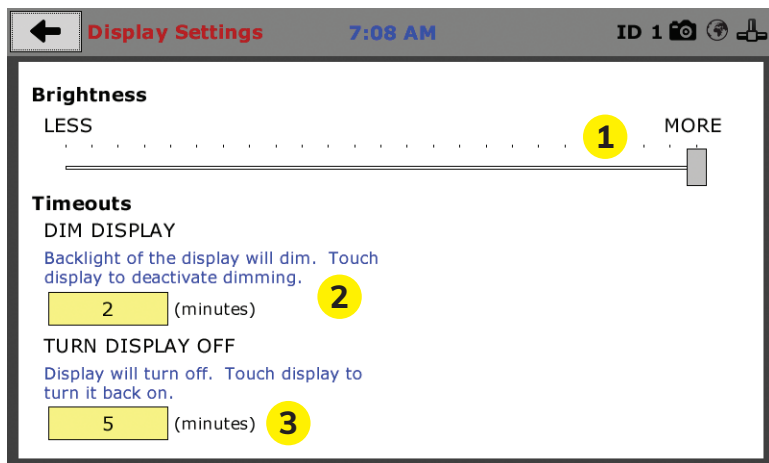 Display Settings 7:08 AM ID 1
Brightness
LESS MORE
1
Timeouts
DIM DISPLAY
Backlight of the display will dim. Touch
display to deactivate dimming.
2
2 (minutes)
TURN DISPLAY OFF
Display will turn off. Touch display to
turn it back on.
5 (minutes) 3